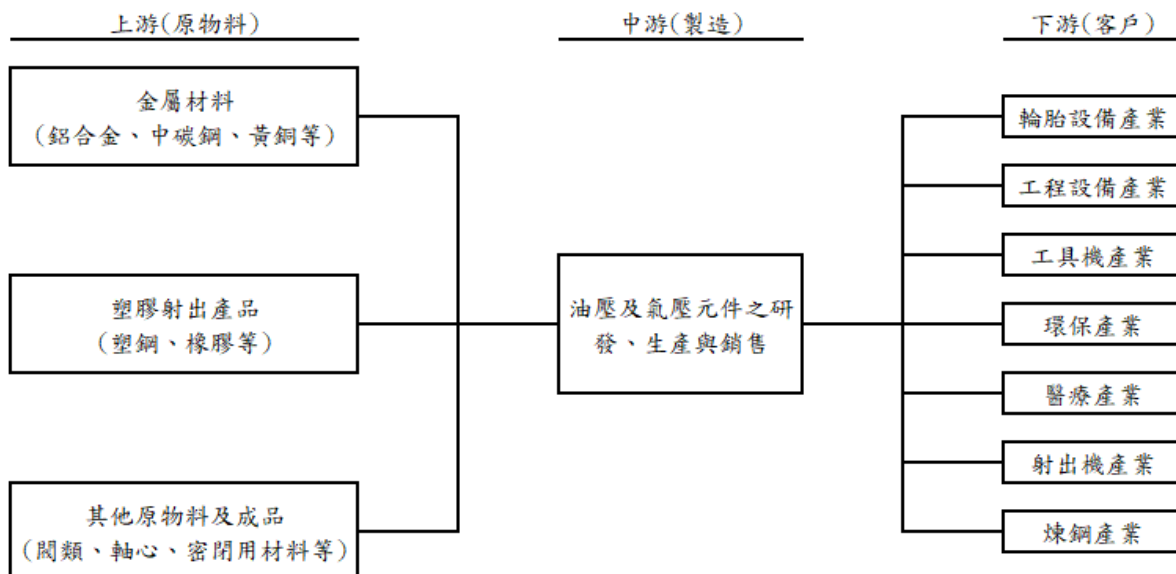 上游(原物料)
中游(製造)
下游(客戶)
金屬材料
(鋁合金、中碳鋼、黃銅等)
塑膠射出產品
(塑鋼、橡膠等)
其他原物料及成品
(閥類、軸心、密閉用材料等)
油壓及氣壓元件之研
發、生產與銷售
輪胎設備產業
工程設備產業
工具機產業
環保產業
醫療產業
射出機產業
煉鋼產業